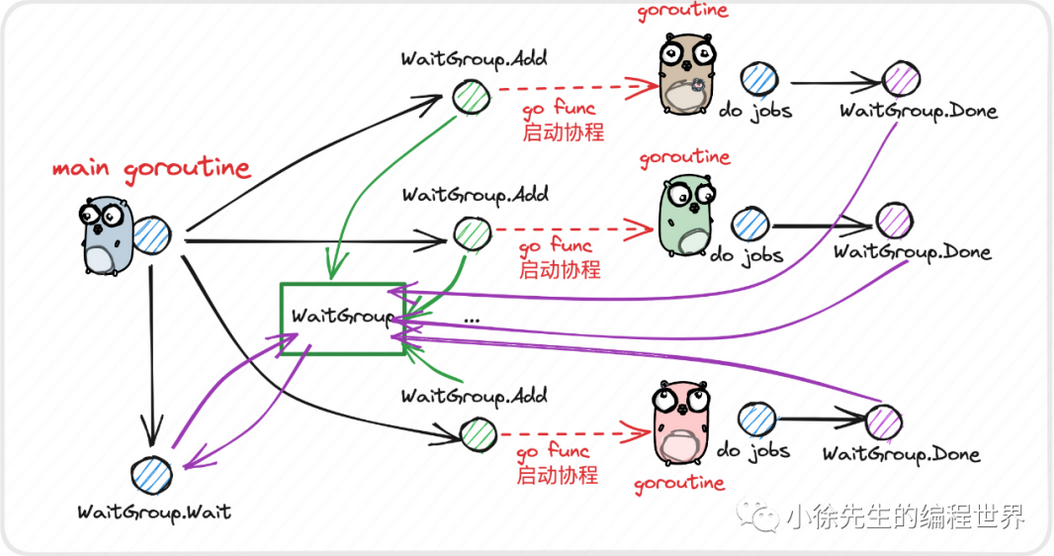 goroutine
WaitGroup.Add
go func
启动协程
do jobs
WaitGroup.Done
main goroutine
goroutine
WaitGroup.Add
go func
启动协程
do jobs
WaitGroup.Done
WaitGroup
...
WaitGroup.Add
go func
启动协程
do jobs
WaitGroup.Done
goroutine
WaitGroup.Wait
小徐先生的编程世界